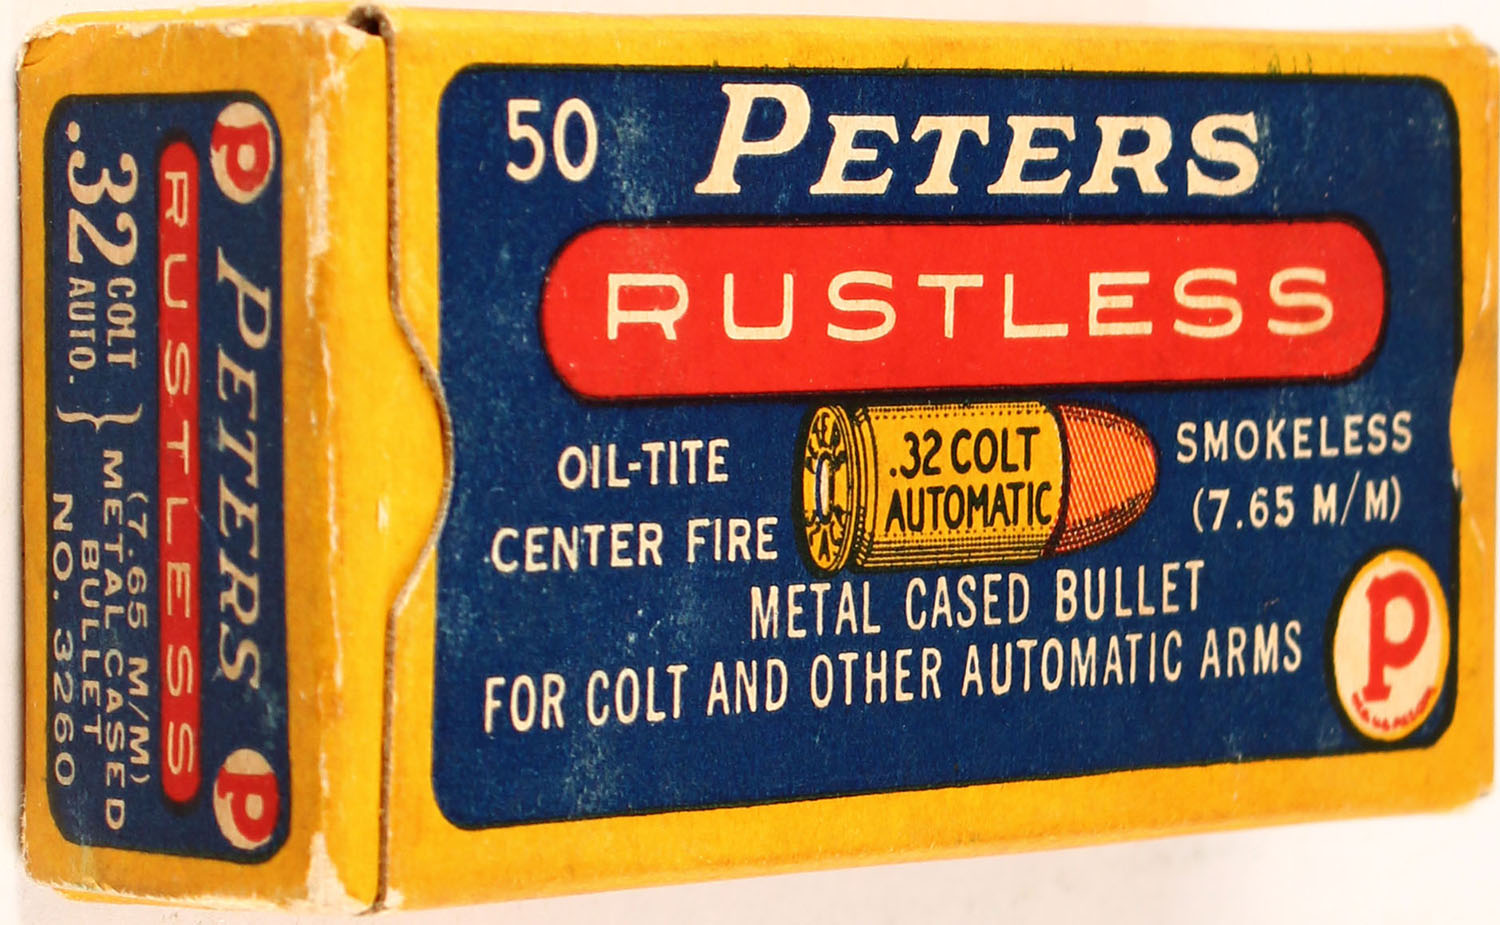 50 PETERS
RUSTLESS
OIL-TITE
CENTER FIRE
.32 COLT
AUTOMATIC
SMOKELESS
(7.65 M/M)
METAL CASED BULLET
FOR COLT AND OTHER AUTOMATIC ARMS
P
P PETERS P
RUSTLESS
32 COLT
.32 AUTO. }
(7.65 M/M)
METAL CASED
BULLET
NO. 3260